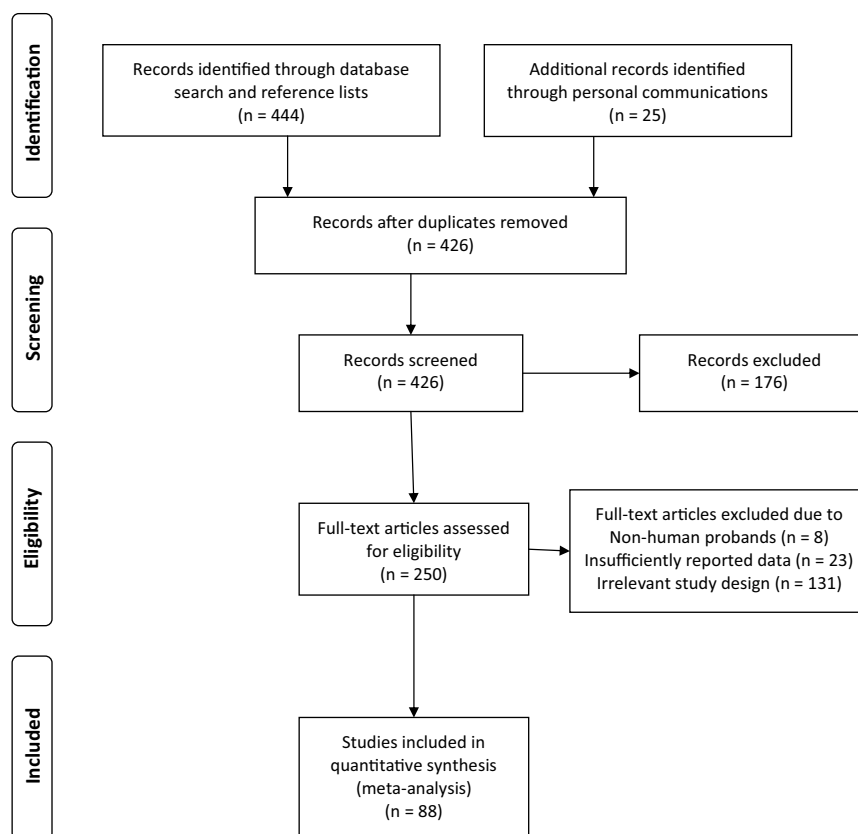 Identification
Records identified through database
search and reference lists
(n = 444)
Additional records identified
through personal communications
(n = 25)
Records after duplicates removed
(n = 426)
Screening
Records screened
(n = 426)
Records excluded
(n = 176)
Eligibility
Full-text articles assessed
for eligibility
(n = 250)
Full-text articles excluded due to
Non-human probands (n = 8)
Insufficiently reported data (n = 23)
Irrelevant study design (n = 131)
Included
Studies included in
quantitative synthesis
(meta-analysis)
(n = 88)